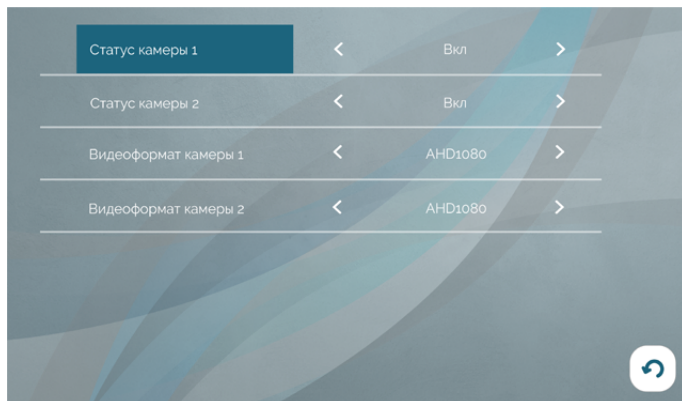 Статус камеры 1 Вкл
Статус камеры 2 Вкл
Видеоформат камеры 1 AHD1080
Видеоформат камеры 2 AHD1080